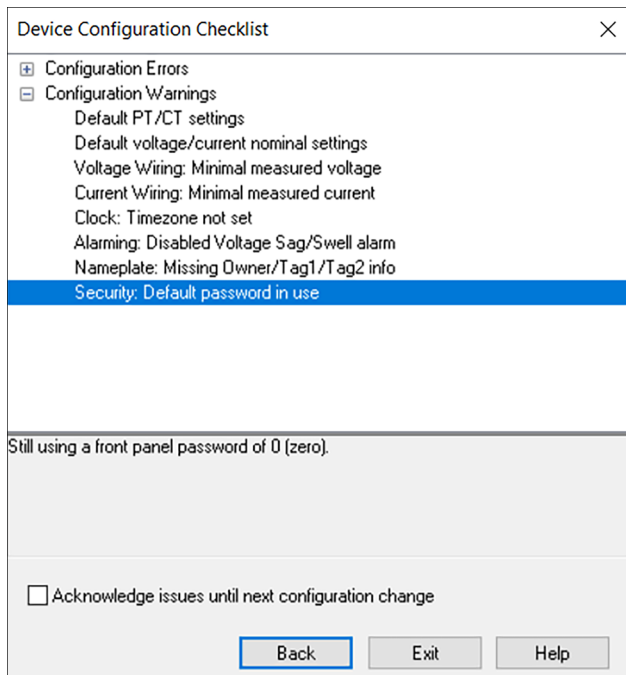 Device Configuration Checklist
Configuration Errors
Configuration Warnings
Default PT/CT settings
Default voltage/current nominal settings
Voltage Wiring: Minimal measured voltage
Current Wiring: Minimal measured current
Clock: Timezone not set
Alarming: Disabled Voltage Sag/Swell alarm
Nameplate: Missing Owner/Tag1/Tag2 info
Security: Default password in use
Still using a front panel password of 0 (zero).
Acknowledge issues until next configuration change
Back Exit Help